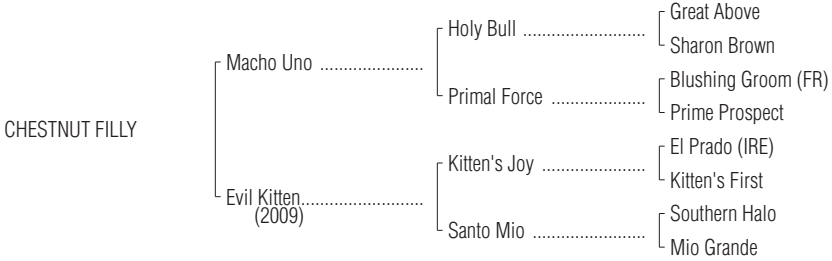 Great Above
Holy Bull ..........................
Sharon Brown
Macho Uno ......................
Blushing Groom (FR)
Primal Force ....................
Prime Prospect
CHESTNUT FILLY
El Prado (IRE)
Kitten's Joy ......................
Kitten's First
Evil Kitten..........................
(2009)
Southern Halo
Santo Mio ........................
Mio Grande